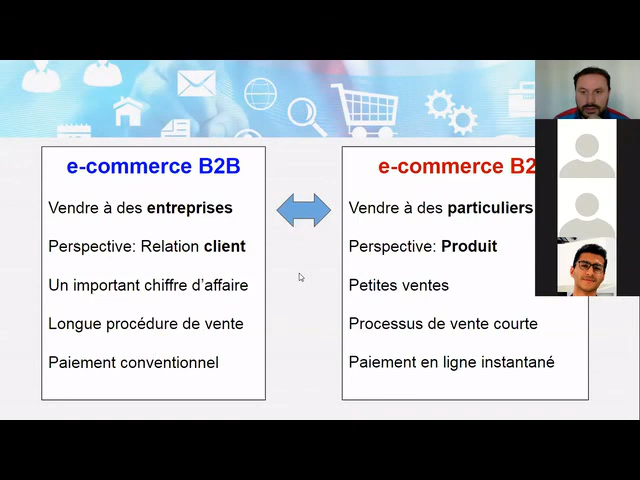 e-commerce B2B
Vendre à des entreprises
Perspective: Relation client
Un important chiffre d’affaire
Longue procédure de vente
Paiement conventionnel
e-commerce B2
Vendre à des particuliers
Perspective: Produit
Petites ventes
Processus de vente courte
Paiement en ligne instantané